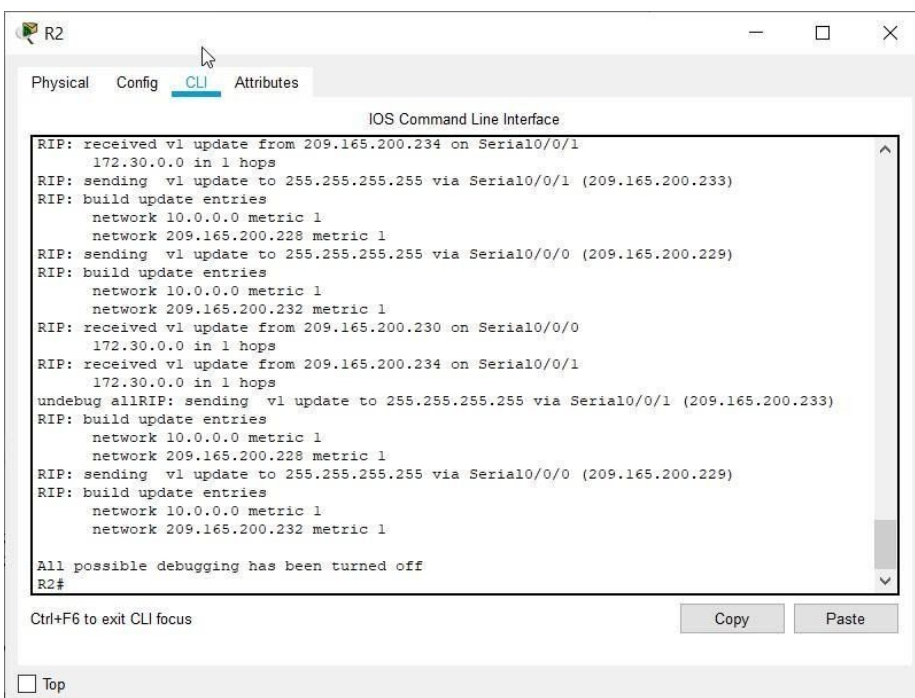 R2
Physical Config CLI Attributes
IOS Command Line Interface
RIP: received v1 update from 209.165.200.234 on Serial0/0/1
172.30.0.0 in 1 hops
RIP: sending v1 update to 255.255.255.255 via Serial0/0/1 (209.165.200.233)
RIP: build update entries
network 10.0.0.0 metric 1
network 209.165.200.228 metric 1
RIP: sending v1 update to 255.255.255.255 via Serial0/0/0 (209.165.200.229)
RIP: build update entries
network 10.0.0.0 metric 1
network 209.165.200.232 metric 1
RIP: received v1 update from 209.165.200.230 on Serial0/0/0
172.30.0.0 in 1 hops
RIP: received v1 update from 209.165.200.234 on Serial0/0/1
172.30.0.0 in 1 hops
undebug allRIP: sending v1 update to 255.255.255.255 via Serial0/0/1 (209.165.200.233)
RIP: build update entries
network 10.0.0.0 metric 1
network 209.165.200.228 metric 1
RIP: sending v1 update to 255.255.255.255 via Serial0/0/0 (209.165.200.229)
RIP: build update entries
network 10.0.0.0 metric 1
network 209.165.200.232 metric 1
All possible debugging has been turned off
R2#
Ctrl+F6 to exit CLI focus
Copy Paste
Top